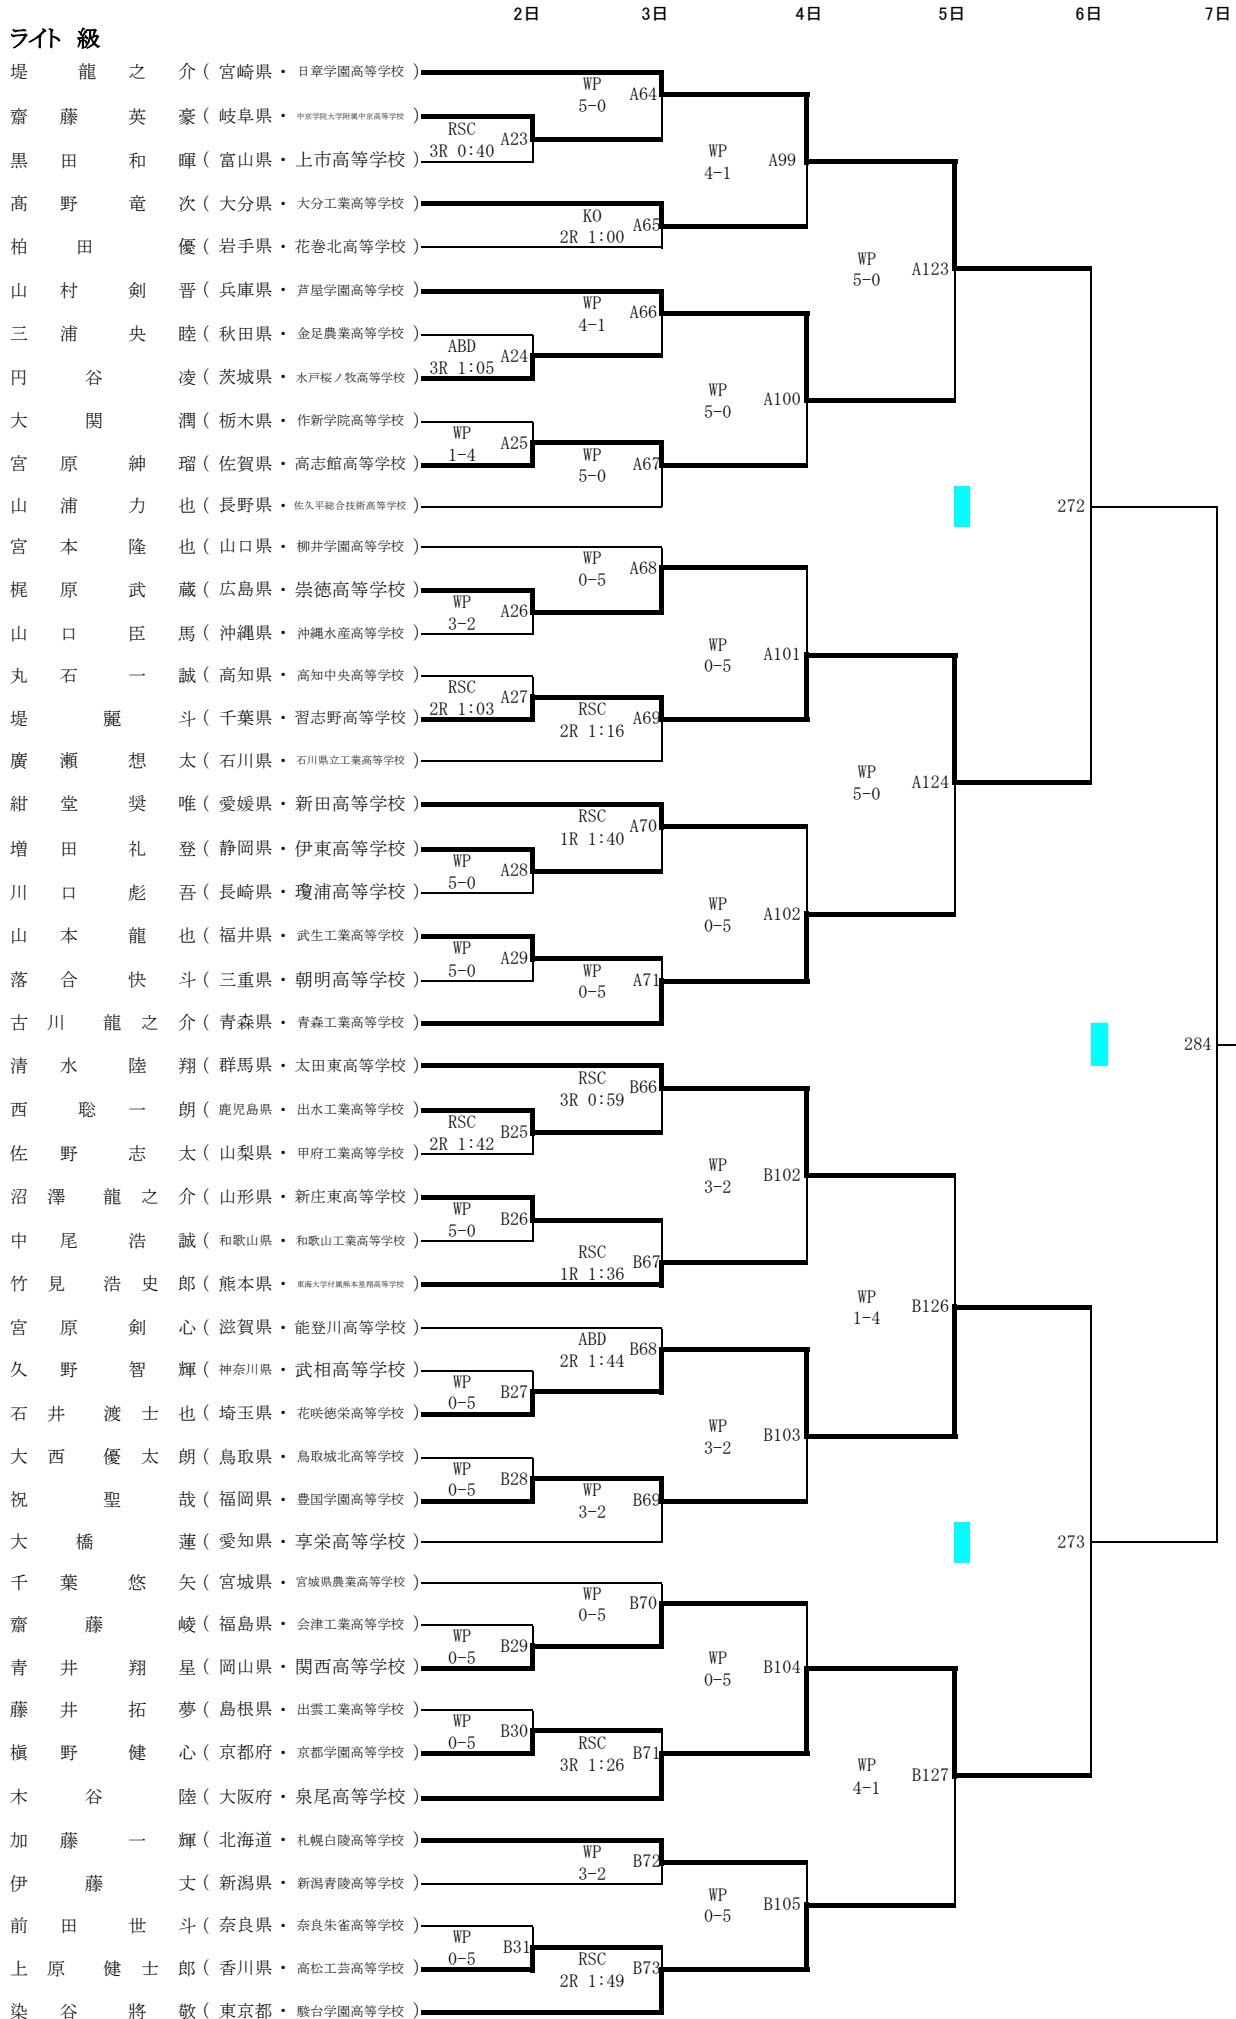 2日 3日 4日 5日 6日 7日
ライト 級
堤 龍之介 ( 宮崎県 ・ 日章学園高等学校 )
WP
5-0 A64
齋藤英豪 ( 岐阜県 ・ 中京学院大学附属中京高等学校 )
RSC
3R 0:40 A23
黒田和暉 ( 富山県 ・ 上市高等学校 )
WP
4-1 A99
髙野竜次 ( 大分県 ・ 大分工業高等学校 )
KO
2R 1:00 A65
柏田優 ( 岩手県 ・ 花巻北高等学校 )
WP
5-0 A123
山村剣晋 ( 兵庫県 ・ 芦屋学園高等学校 )
WP
4-1 A66
三浦央睦 ( 秋田県 ・ 金足農業高等学校 )
ABD
3R 1:05 A24
円谷凌 ( 茨城県 ・ 水戸桜ノ牧高等学校 )
WP
5-0 A100
大関潤 ( 栃木県 ・ 作新学院高等学校 )
WP
1-4 A25
宮原紳瑠 ( 佐賀県 ・ 高志館高等学校 )
WP
5-0 A67
山浦力也 ( 長野県 ・ 佐久平総合技術高等学校 )
272
宮本隆也 ( 山口県 ・ 柳井学園高等学校 )
WP
0-5 A68
梶原武蔵 ( 広島県 ・ 崇徳高等学校 )
WP
3-2 A26
山口臣馬 ( 沖縄県 ・ 沖縄水産高等学校 )
WP
0-5 A101
丸石一誠 ( 高知県 ・ 高知中央高等学校 )
RSC
2R 1:03 A27
堤麗斗 ( 千葉県 ・ 習志野高等学校 )
RSC
2R 1:16 A69
廣瀬想太 ( 石川県 ・ 石川県立工業高等学校 )
WP
5-0 A124
紺堂奨唯 ( 愛媛県 ・ 新田高等学校 )
RSC
1R 1:40 A70
増田礼登 ( 静岡県 ・ 伊東高等学校 )
WP
5-0 A28
川口彪吾 ( 長崎県 ・ 瓊浦高等学校 )
WP
0-5 A102
山本龍也 ( 福井県 ・ 武生工業高等学校 )
WP
5-0 A29
落合快斗 ( 三重県 ・ 朝明高等学校 )
WP
0-5 A71
古川龍之介 ( 青森県 ・ 青森工業高等学校 )
284
清水陸翔 ( 群馬県 ・ 太田東高等学校 )
RSC
3R 0:59 B66
西聡一朗 ( 鹿児島県 ・ 出水工業高等学校 )
RSC
2R 1:42 B25
佐野志太 ( 山梨県 ・ 甲府工業高等学校 )
WP
3-2 B102
沼澤龍之介 ( 山形県 ・ 新庄東高等学校 )
WP
5-0 B26
中尾浩誠 ( 和歌山県 ・ 和歌山工業高等学校 )
RSC
1R 1:36 B67
竹見浩史郎 ( 熊本県 ・ 東海大学付属熊本星翔高等学校 )
WP
1-4 B126
宮原剣心 ( 滋賀県 ・ 能登川高等学校 )
ABD
2R 1:44 B68
久野智輝 ( 神奈川県 ・ 武相高等学校 )
WP
0-5 B27
石井渡士也 ( 埼玉県 ・ 花咲徳栄高等学校 )
WP
3-2 B103
大西優太朗 ( 鳥取県 ・ 鳥取城北高等学校 )
WP
0-5 B28
祝聖哉 ( 福岡県 ・ 豊国学園高等学校 )
WP
3-2 B69
大橋蓮 ( 愛知県 ・ 享栄高等学校 )
273
千葉悠矢 ( 宮城県 ・ 宮城県農業高等学校 )
WP
0-5 B70
齋藤崚 ( 福島県 ・ 会津工業高等学校 )
WP
0-5 B29
青井翔星 ( 岡山県 ・ 関西高等学校 )
WP
0-5 B104
藤井拓夢 ( 島根県 ・ 出雲工業高等学校 )
WP
0-5 B30
槇野健心 ( 京都府 ・ 京都学園高等学校 )
RSC
3R 1:26 B71
木谷陸 ( 大阪府 ・ 泉尾高等学校 )
WP
4-1 B127
加藤一輝 ( 北海道 ・ 札幌白陵高等学校 )
WP
3-2 B72
伊藤丈 ( 新潟県 ・ 新潟青陵高等学校 )
WP
0-5 B105
前田世斗 ( 奈良県 ・ 奈良朱雀高等学校 )
WP
0-5 B31
上原健士郎 ( 香川県 ・ 高松工芸高等学校 )
RSC
2R 1:49 B73
染谷將敬 ( 東京都 ・ 駿台学園高等学校 )